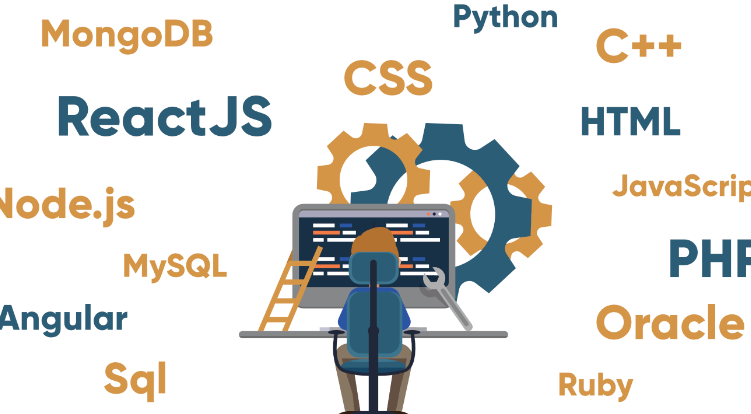 MongoDB
Python
C++
CSS
ReactJS
HTML
Node.js
JavaScrip
MySQL
PHP
Angular
Oracle
Sql
Ruby